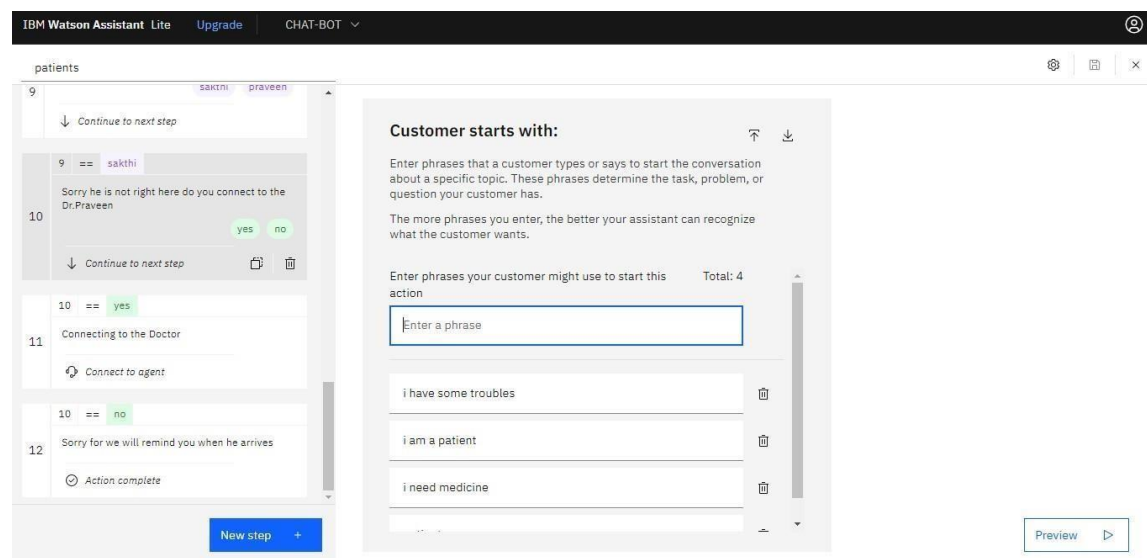 IBM Watson Assistant Lite Upgrade CHAT-BOT
patients
9 sakthi praveen
Continue to next step
9 == sakthi
Sorry he is not right here do you connect to the
Dr.Praveen
10
yes no
Continue to next step
10 == yes
Connecting to the Doctor
11
Connect to agent
10 == no
Sorry for we will remind you when he arrives
12
Action complete
New step +
Customer starts with:
Enter phrases that a customer types or says to start the conversation
about a specific topic. These phrases determine the task, problem, or
question your customer has.
The more phrases you enter, the better your assistant can recognize
what the customer wants.
Enter phrases your customer might use to start this Total: 4
action
Enter a phrase
i have some troubles
i am a patient
i need medicine
Preview